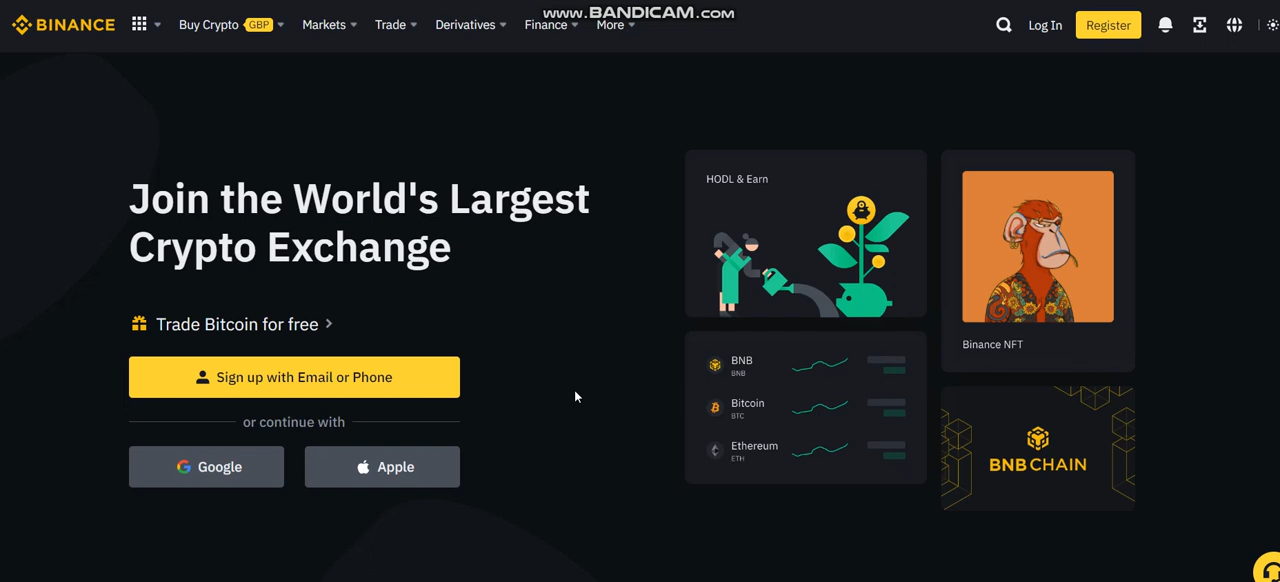 www.BANDICAM.com
BINANCE
Buy Crypto GBP
Markets
Trade
Derivatives
Finance
More
Log In
Register
Join the World's Largest
Crypto Exchange
Trade Bitcoin for free
Sign up with Email or Phone
or continue with
Google
Apple
HODL & Earn
BNB
BNB
Bitcoin
BTC
Ethereum
ETH
Binance NFT
BNB CHAIN